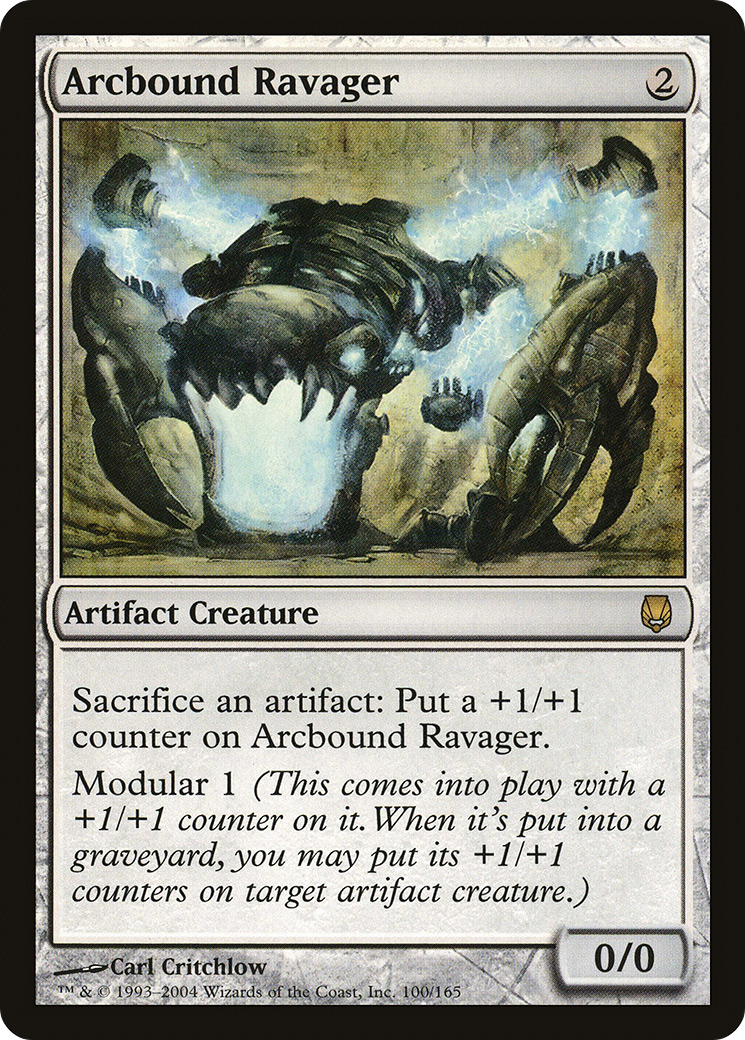 Arcbound Ravager 2
Artifact Creature
Sacrifice an artifact: Put a +1/+1
counter on Arcbound Ravager.
Modular 1 (This comes into play with a
+1/+1 counter on it. When it's put into a
graveyard, you may put its +1/+1
counters on target artifact creature.)
0/0
Carl Critchlow
™ & © 1993–2004 Wizards of the Coast, Inc. 100/165